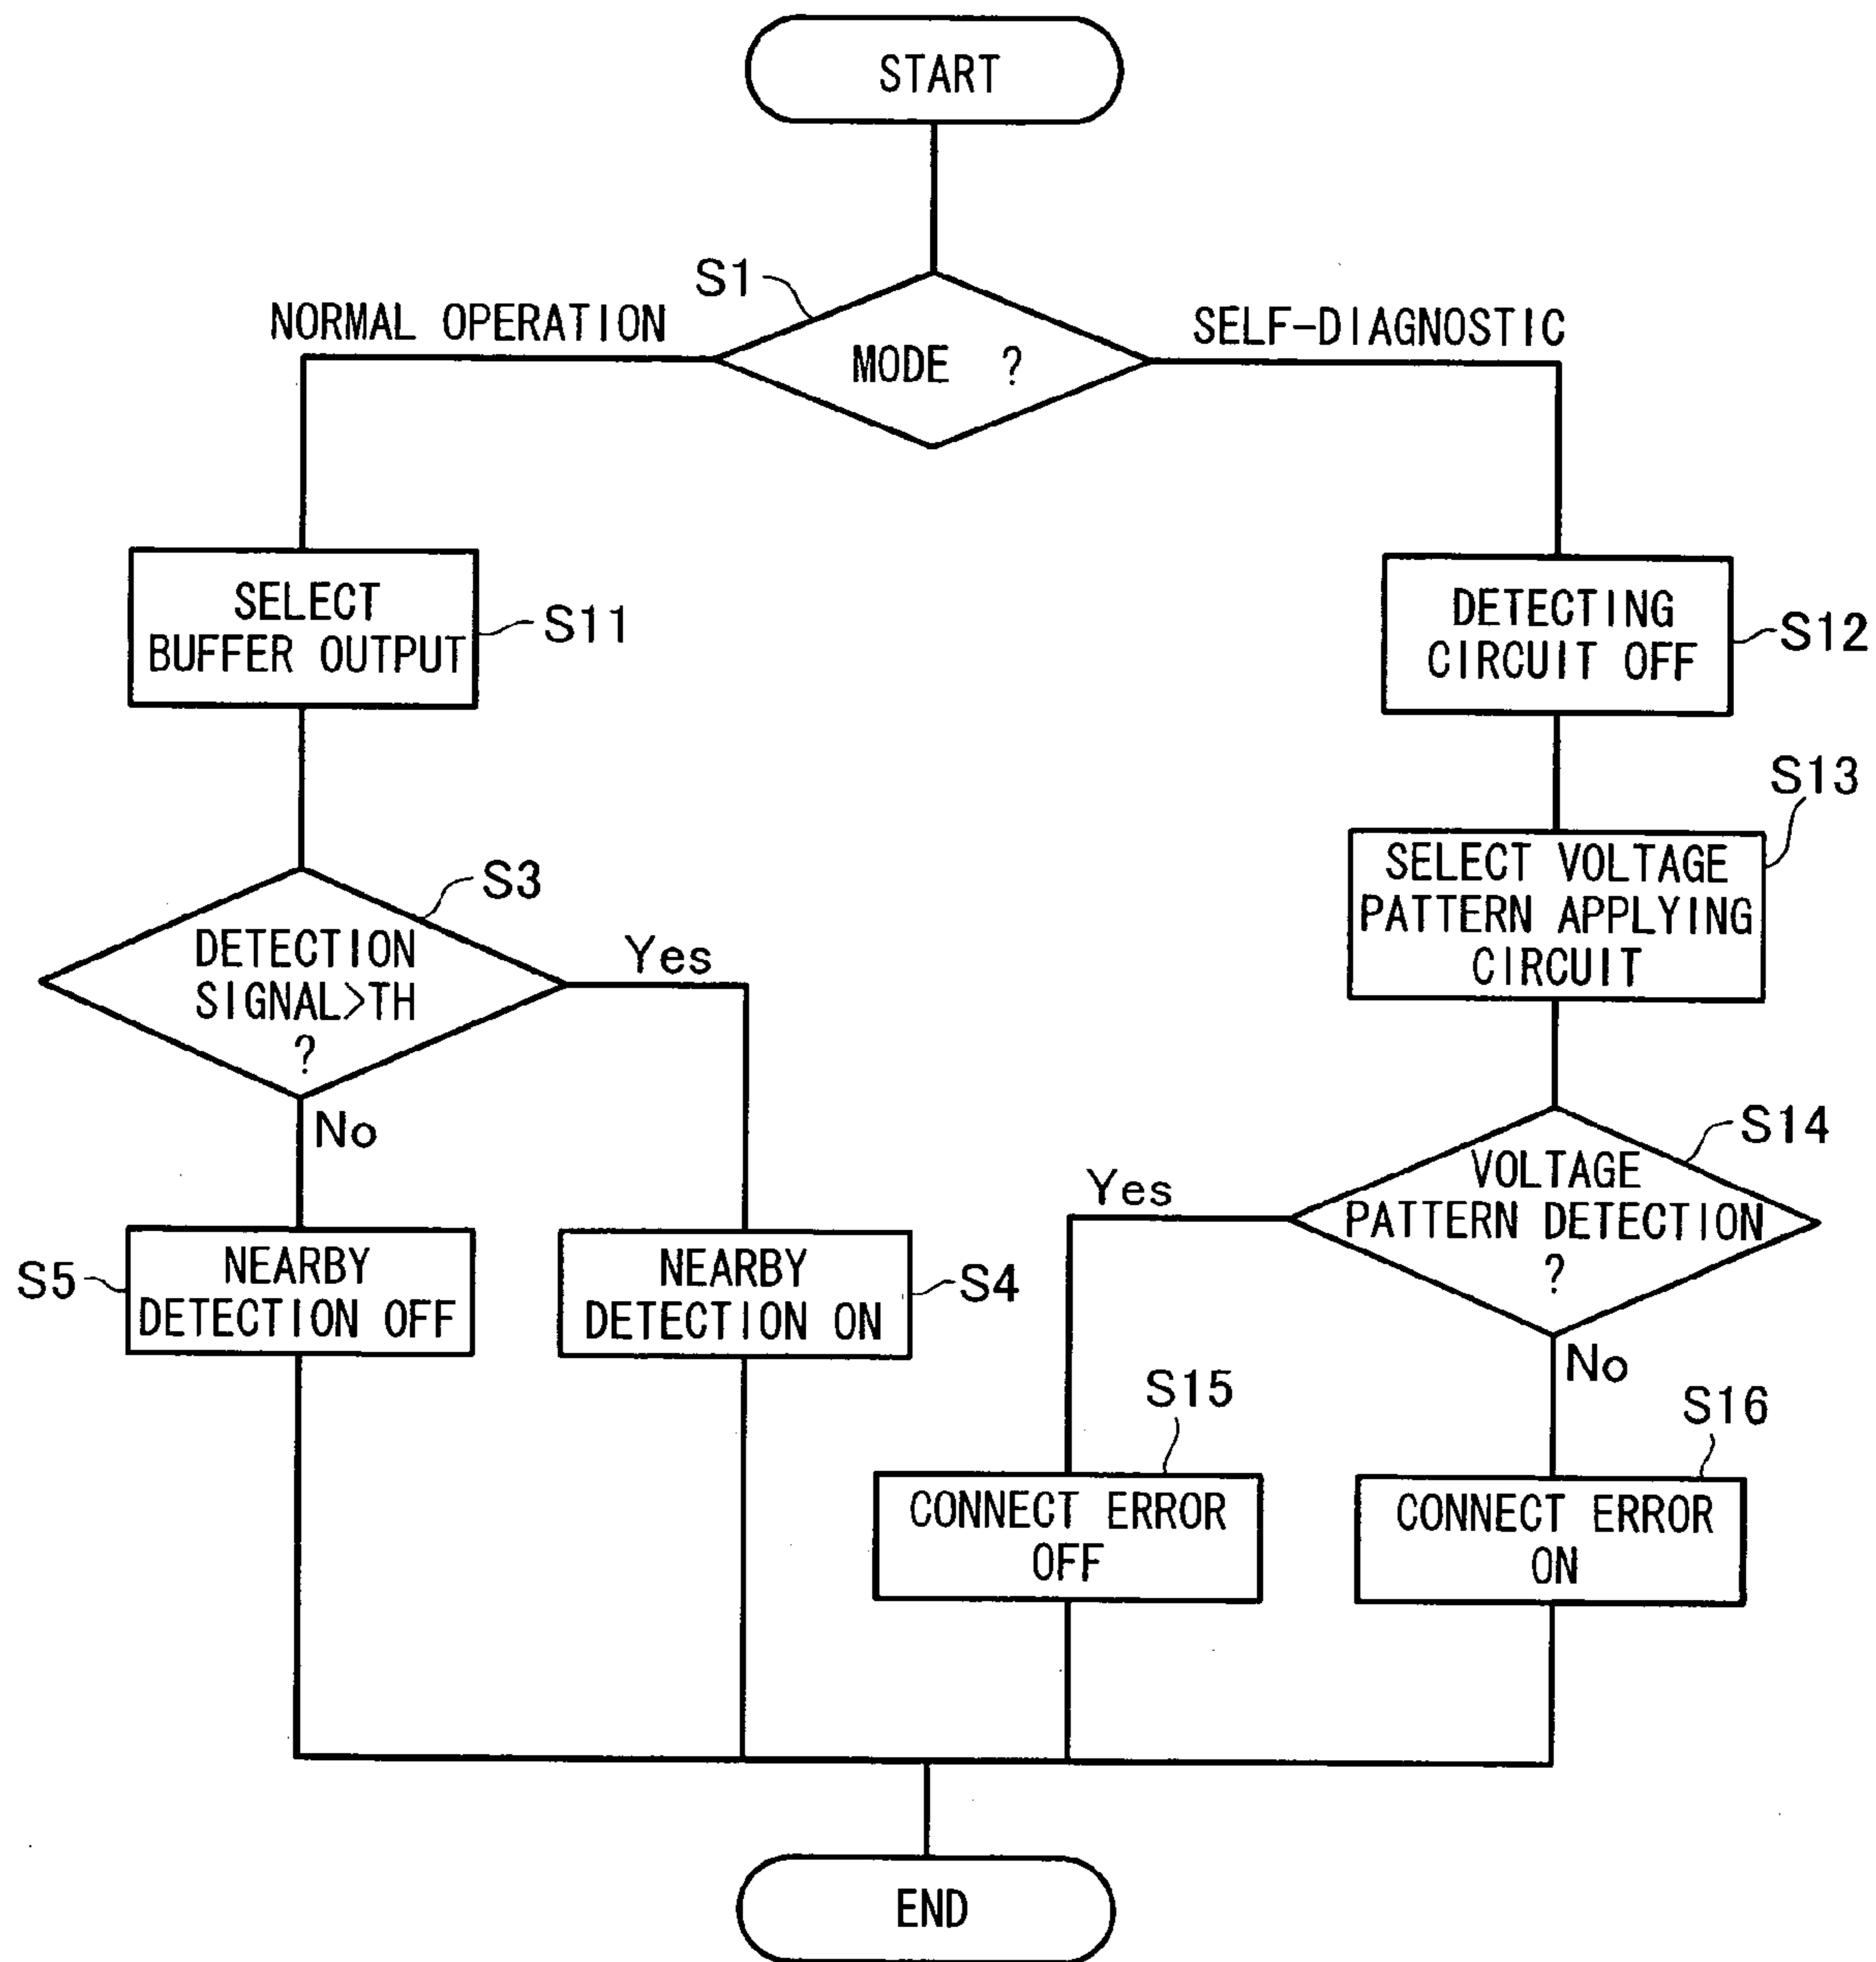 START
S1
NORMAL OPERATION
SELF-DIAGNOSTIC
MODE ?
SELECT
BUFFER OUTPUT
S11
DETECTING
CIRCUIT OFF
S12
S13
SELECT VOLTAGE
PATTERN APPLYING
CIRCUIT
S3
DETECTION
SIGNAL>TH
?
Yes
No
S14
VOLTAGE
PATTERN DETECTION
?
Yes
No
S5
NEARBY
DETECTION OFF
NEARBY
DETECTION ON
S4
S15
CONNECT ERROR
OFF
S16
CONNECT ERROR
ON
END